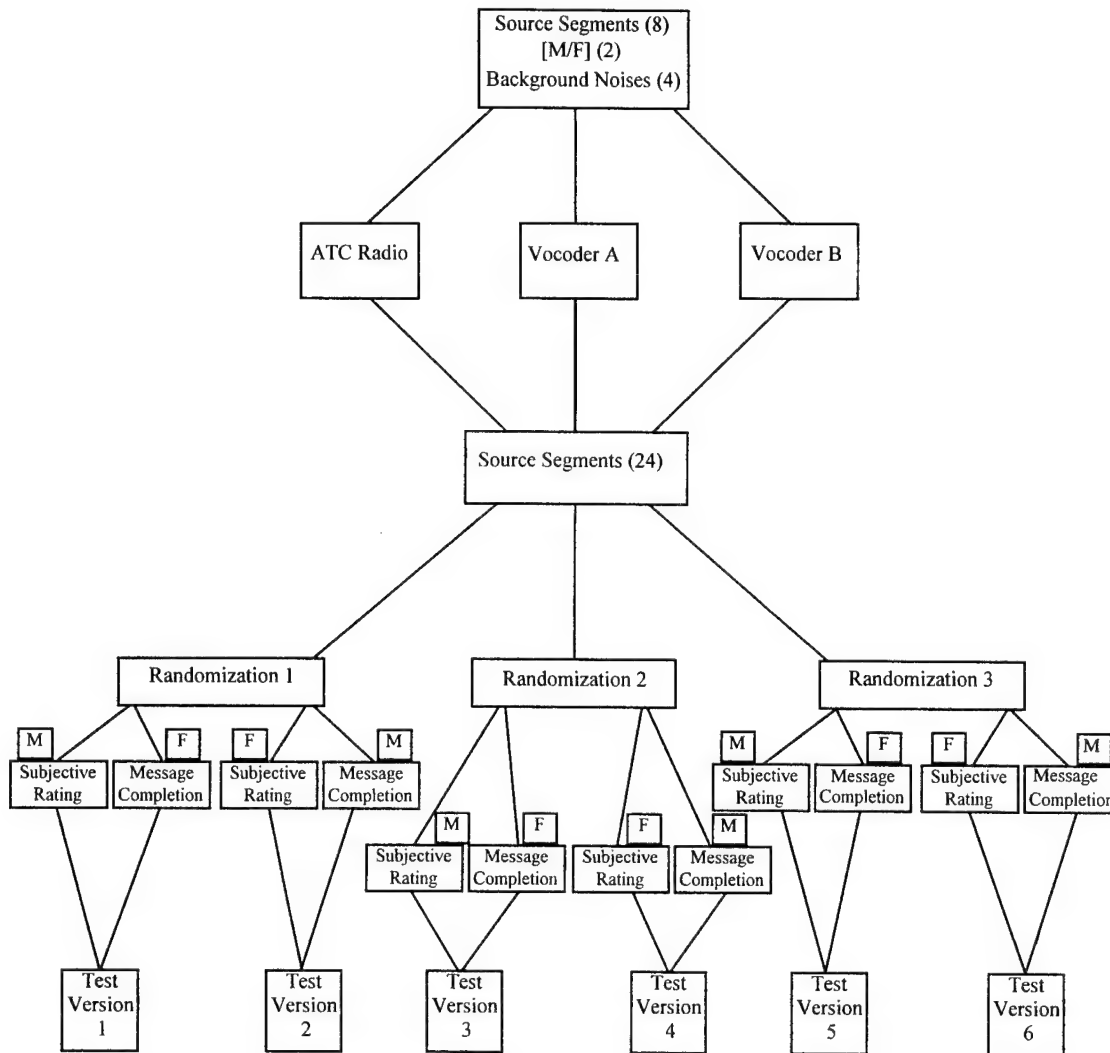 Source Segments (8)
[M/F] (2)
Background Noises (4)
ATC Radio
Vocoder A
Vocoder B
Source Segments (24)
Randomization 1
Randomization 2
Randomization 3
M
Subjective
Rating
F
Message
Completion
F
Subjective
Rating
M
Message
Completion
M
Subjective
Rating
F
Message
Completion
F
Subjective
Rating
M
Message
Completion
M
Subjective
Rating
F
Message
Completion
F
Subjective
Rating
M
Message
Completion
Test
Version
1
Test
Version
2
Test
Version
3
Test
Version
4
Test
Version
5
Test
Version
6